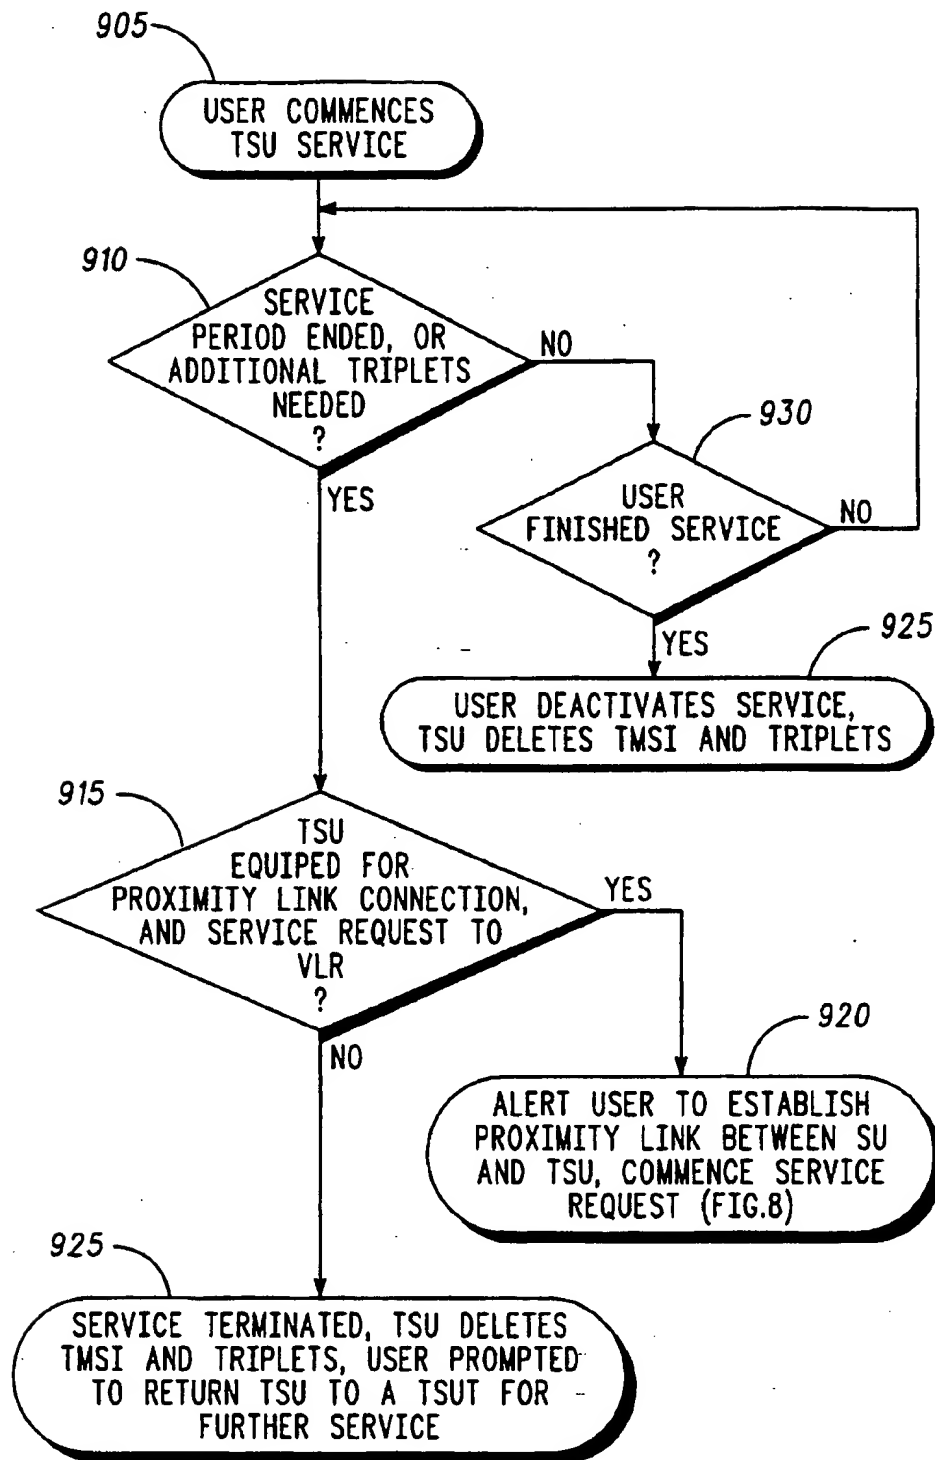 905
USER COMMENCES
TSU SERVICE
910
SERVICE
PERIOD ENDED, OR
ADDITIONAL TRIPLETS
NEEDED
?
NO
YES
930
USER
FINISHED SERVICE
?
NO
YES
925
USER DEACTIVATES SERVICE,
TSU DELETES TMSI AND TRIPLETS
915
TSU
EQUIPED FOR
PROXIMITY LINK CONNECTION,
AND SERVICE REQUEST TO
VLR
?
YES
NO
920
ALERT USER TO ESTABLISH
PROXIMITY LINK BETWEEN SU
AND TSU, COMMENCE SERVICE
REQUEST (FIG.8)
925
SERVICE TERMINATED, TSU DELETES
TMSI AND TRIPLETS, USER PROMPTED
TO RETURN TSU TO A TSUT FOR
FURTHER SERVICE